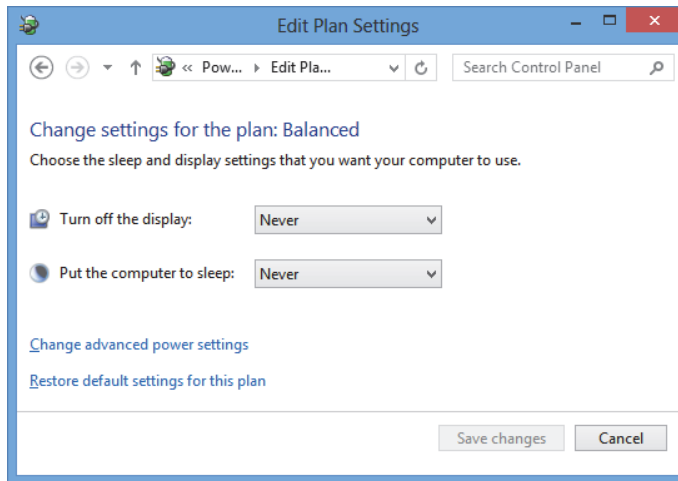 Edit Plan Settings
« Pow... Edit Pla... Search Control Panel
Change settings for the plan: Balanced
Choose the sleep and display settings that you want your computer to use.
Turn off the display: Never
Put the computer to sleep: Never
Change advanced power settings
Restore default settings for this plan
Save changes Cancel